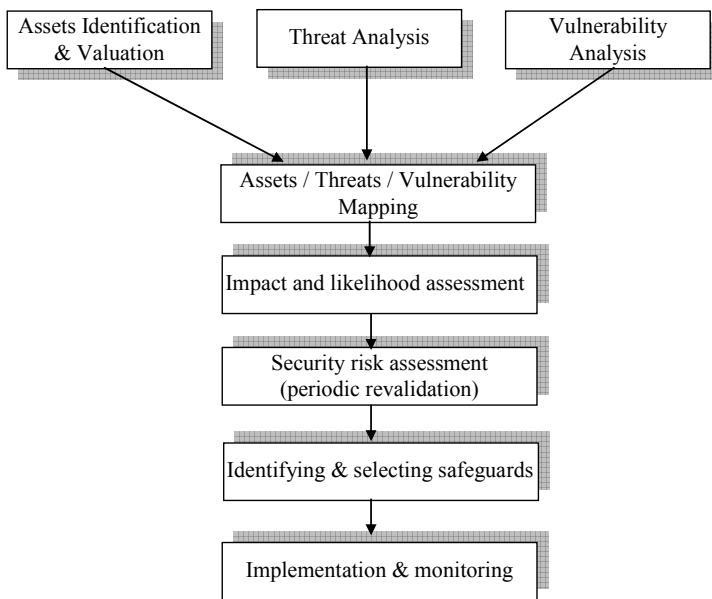 Assets Identification
& Valuation
Threat Analysis
Vulnerability
Analysis
Assets / Threats / Vulnerability
Mapping
Impact and likelihood assessment
Security risk assessment
(periodic revalidation)
Identifying & selecting safeguards
Implementation & monitoring